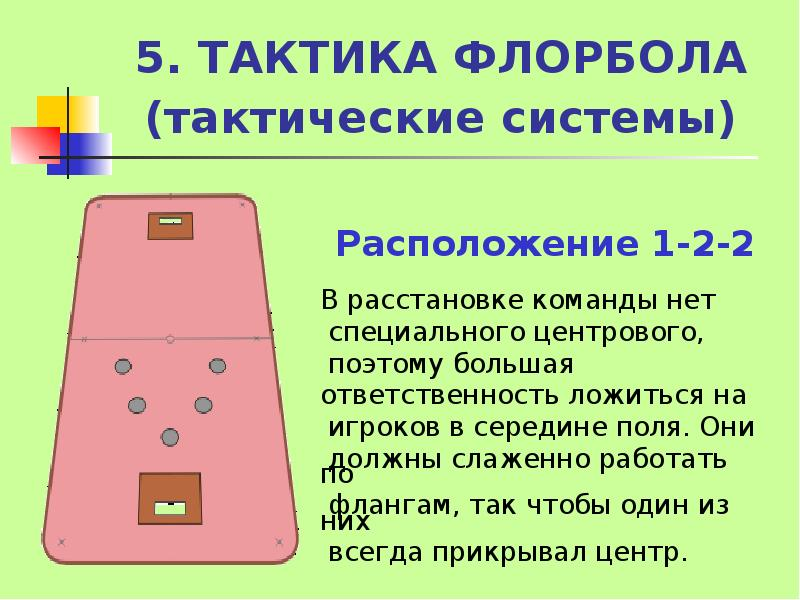 5. ТАКТИКА ФЛОРБОЛА
(тактические системы)
Расположение 1-2-2
В расстановке команды нет
специального центрового,
поэтому большая
ответственность ложиться на
игроков в середине поля. Они
должны слаженно работать
по
флангам, так чтобы один из
них
всегда прикрывал центр.